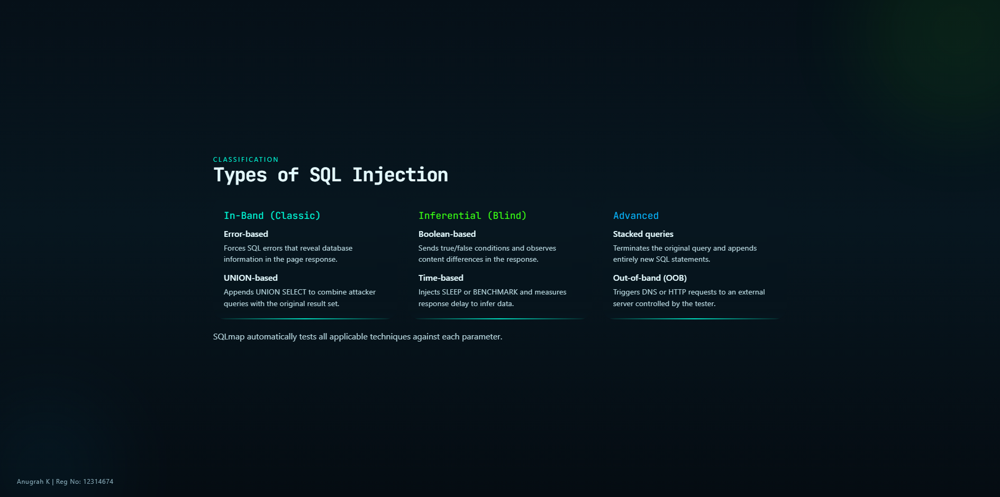 CLASSIFICATION
Types of SQL Injection
In-Band (Classic)
Error-based
Forces SQL errors that reveal database
information in the page response.
UNION-based
Appends UNION SELECT to combine attacker
queries with the original result set.
Inferential (Blind)
Boolean-based
Sends true/false conditions and observes
content differences in the response.
Time-based
Injects SLEEP or BENCHMARK and measures
response delay to infer data.
Advanced
Stacked queries
Terminates the original query and appends
entirely new SQL statements.
Out-of-band (OOB)
Triggers DNS or HTTP requests to an external
server controlled by the tester.
SQLmap automatically tests all applicable techniques against each parameter.
Anugrah K | Reg No: 12314674